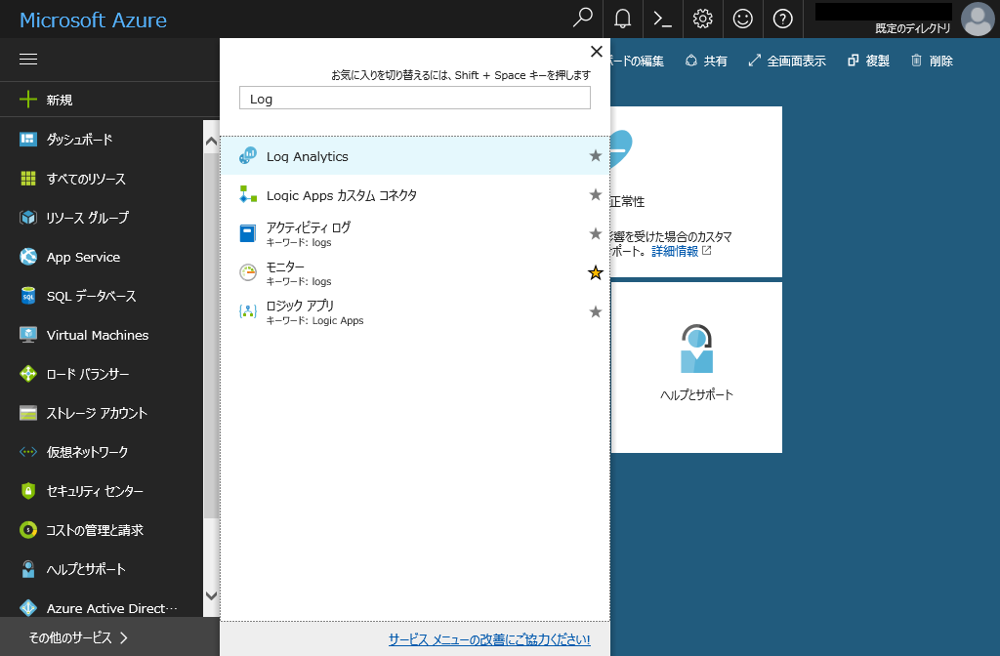 Microsoft Azure
既定のディレクトリ
新規
ダッシュボード
すべてのリソース
リソース グループ
App Service
SQL データベース
Virtual Machines
ロード バランサー
ストレージ アカウント
仮想ネットワーク
セキュリティ センター
コストの管理と請求
ヘルプとサポート
Azure Active Direct…
その他のサービス
お気に入りを切り替えるには、Shift + Space キーを押します
Log
Log Analytics
Logic Apps カスタム コネクタ
アクティビティ ログ
キーワード: logs
モニター
キーワード: logs
ロジック アプリ
キーワード: Logic Apps
サービス メニューの改善にご協力ください!
ボードの編集
共有
全画面表示
複製
削除
正常性
影響を受けた場合のカスタマ
ポート。詳細情報
ヘルプとサポート